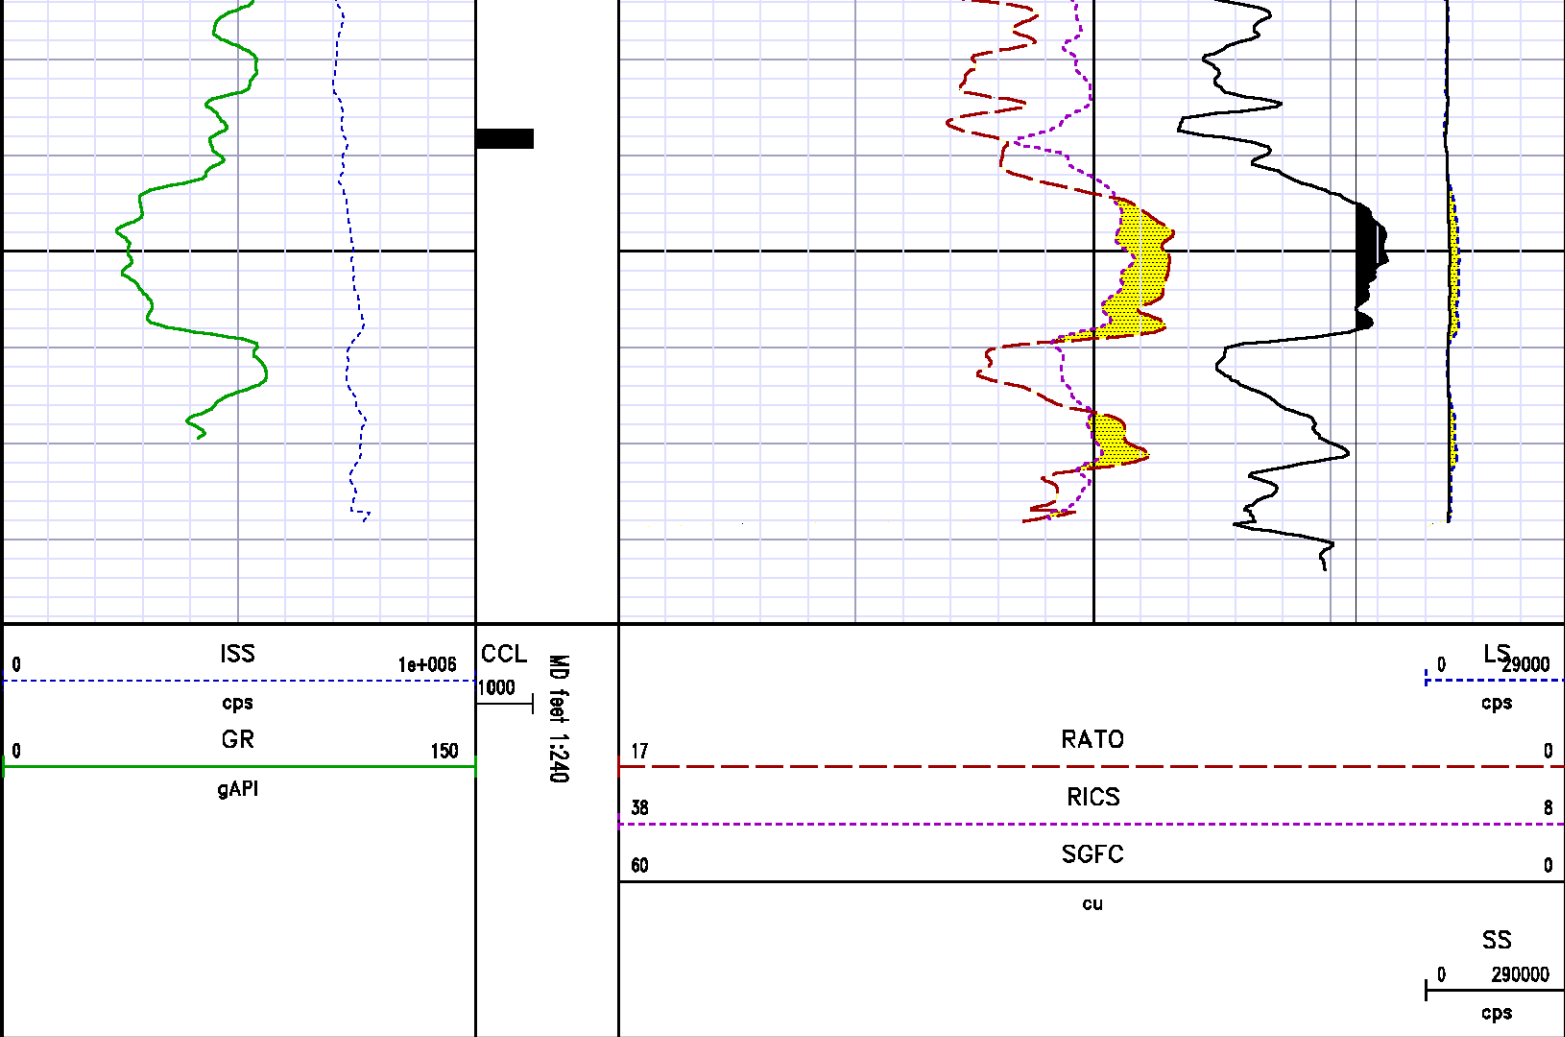 ISS
0 1e+006
cps
GR
0 150
gAPI
CCL
1000
MD feet 1:240
LS
0 29000
cps
RATO
17 0
RICS
38 8
SGFC
60 0
cu
SS
0 290000
cps